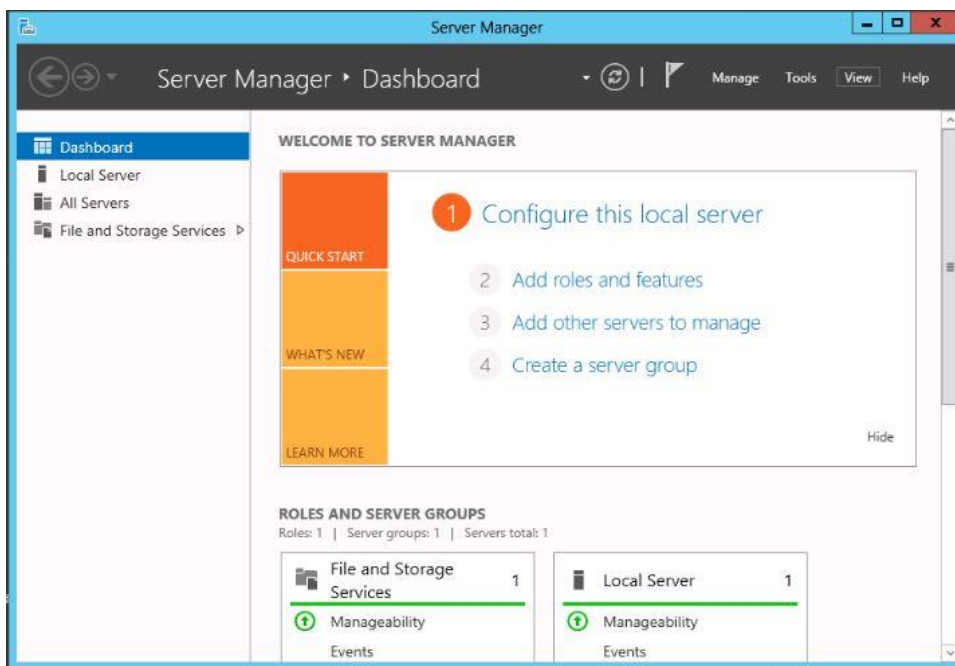 Server Manager
Server Manager ‣ Dashboard
Manage Tools View Help
Dashboard
Local Server
All Servers
File and Storage Services
WELCOME TO SERVER MANAGER
QUICK START
WHAT'S NEW
LEARN MORE
1 Configure this local server
2 Add roles and features
3 Add other servers to manage
4 Create a server group
Hide
ROLES AND SERVER GROUPS
Roles: 1 | Server groups: 1 | Servers total: 1
File and Storage
Services
1
Manageability
Events
Local Server 1
Manageability
Events